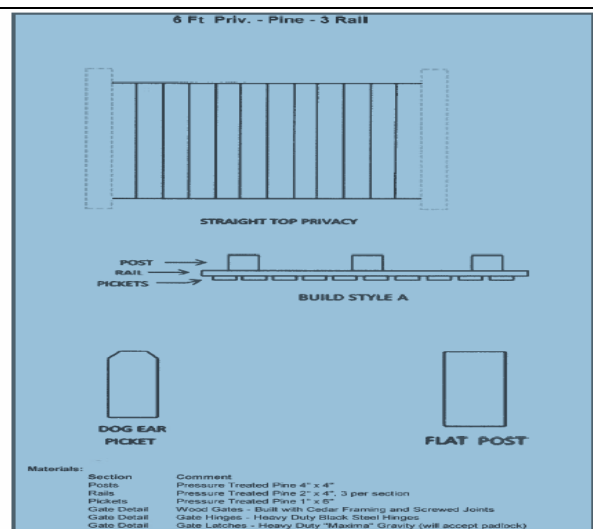 6 Ft Priv. - Pine - 3 Rail
STRAIGHT TOP PRIVACY
POST
RAIL
PICKETS
BUILD STYLE A
DOG EAR
PICKET
FLAT POST
Materials:
Section Comment
Posts Pressure Treated Pine 4" x 4"
Rails Pressure Treated Pine 2" x 4", 3 per section
Pickets Pressure Treated Pine 1" x 6"
Gate Detail Wood Gates - Built with Cedar Framing and Screwed Joints
Gate Detail Gate Hinges - Heavy Duty Black Steel Hinges
Gate Detail Gate Latches - Heavy Duty "Maxima" Gravity (will accept padlock)